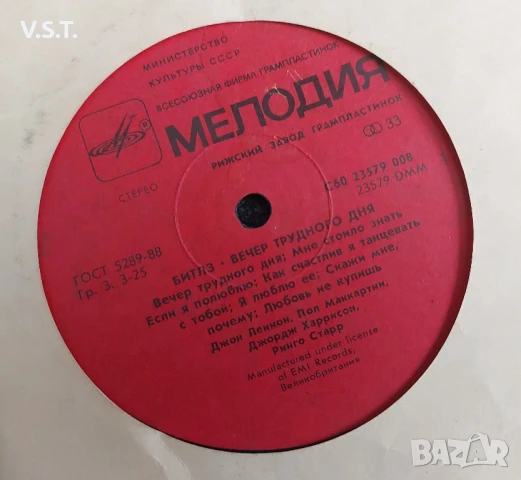 V.S.T.
МИНИСТЕРСТВО
КУЛЬТУРЫ СССР
ВСЕСОЮЗНАЯ ФИРМА ГРАМПЛАСТИНОК
МЕЛОДИЯ
РИЖСКИЙ ЗАВОД ГРАМПЛАСТИНОК
СТЕРЕО
33
С60 23579 008
23579 DMM
1
ГОСТ 5289-88
Гр. 3. 3-25
БИТЛЗ · ВЕЧЕР ТРУДНОГО ДНЯ
Вечер трудного дня; Мне стоило знать
Если я полюблю; Как счастлив я танцевать
с тобой; Я люблю ее; Скажи мне,
почему; Любовь не купишь
Джон Леннон, Пол Маккартни,
Джордж Харрисон,
Ринго Старр
Manufactured under license
of EMI Records,
Великобритания
BAZAR